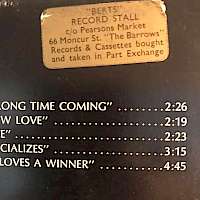 "BERTS"
RECORD STALL
c/o Pearsons Market
66 Moncur St. "The Barrows"
Records & Cassettes bought
and taken in Part Exchange
LONG TIME COMING" .......... 2:26
W LOVE" .......... 2:19
E" .......... 2:23
CIALIZES" .......... 3:15
LOVES A WINNER" .......... 4:45